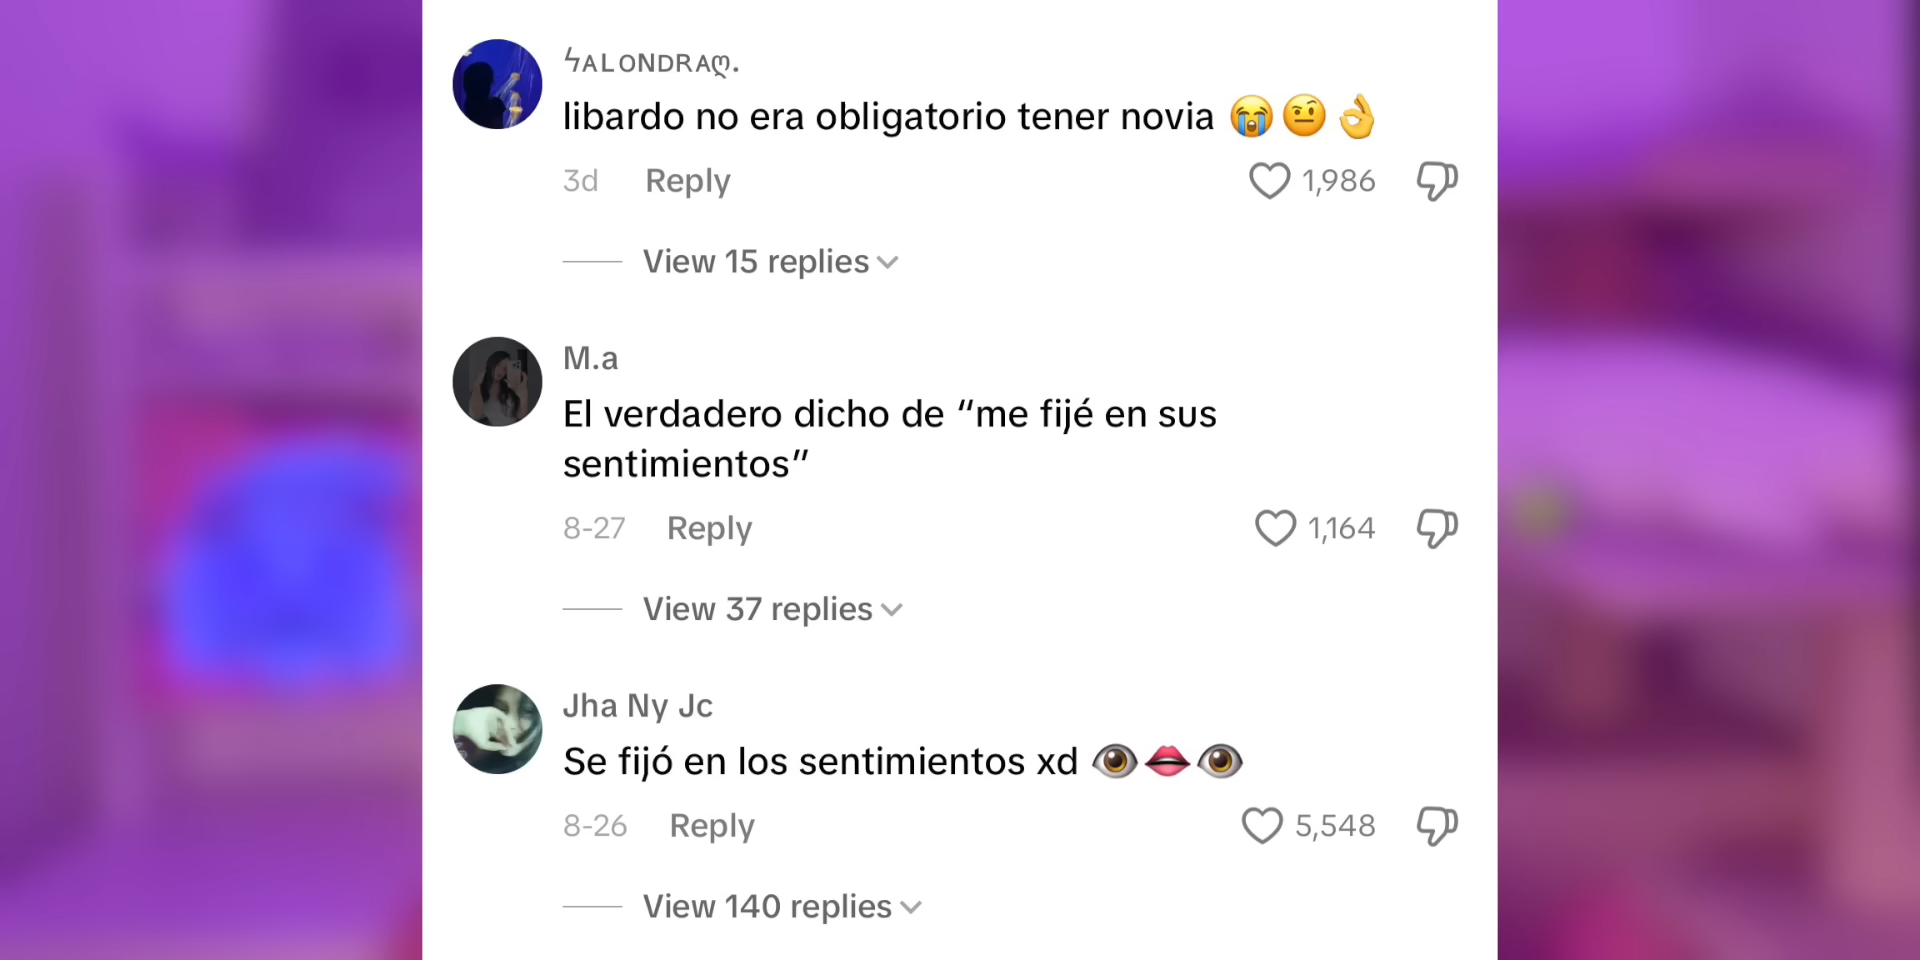 ϟᴀʟᴏɴᴅʀᴀღ.
libardo no era obligatorio tener novia 😭🤨👌
3d Reply 1,986
View 15 replies
M.a
El verdadero dicho de “me fijé en sus
sentimientos”
8-27 Reply 1,164
View 37 replies
Jha Ny Jc
Se fijó en los sentimientos xd 👁️👄👁️
8-26 Reply 5,548
View 140 replies